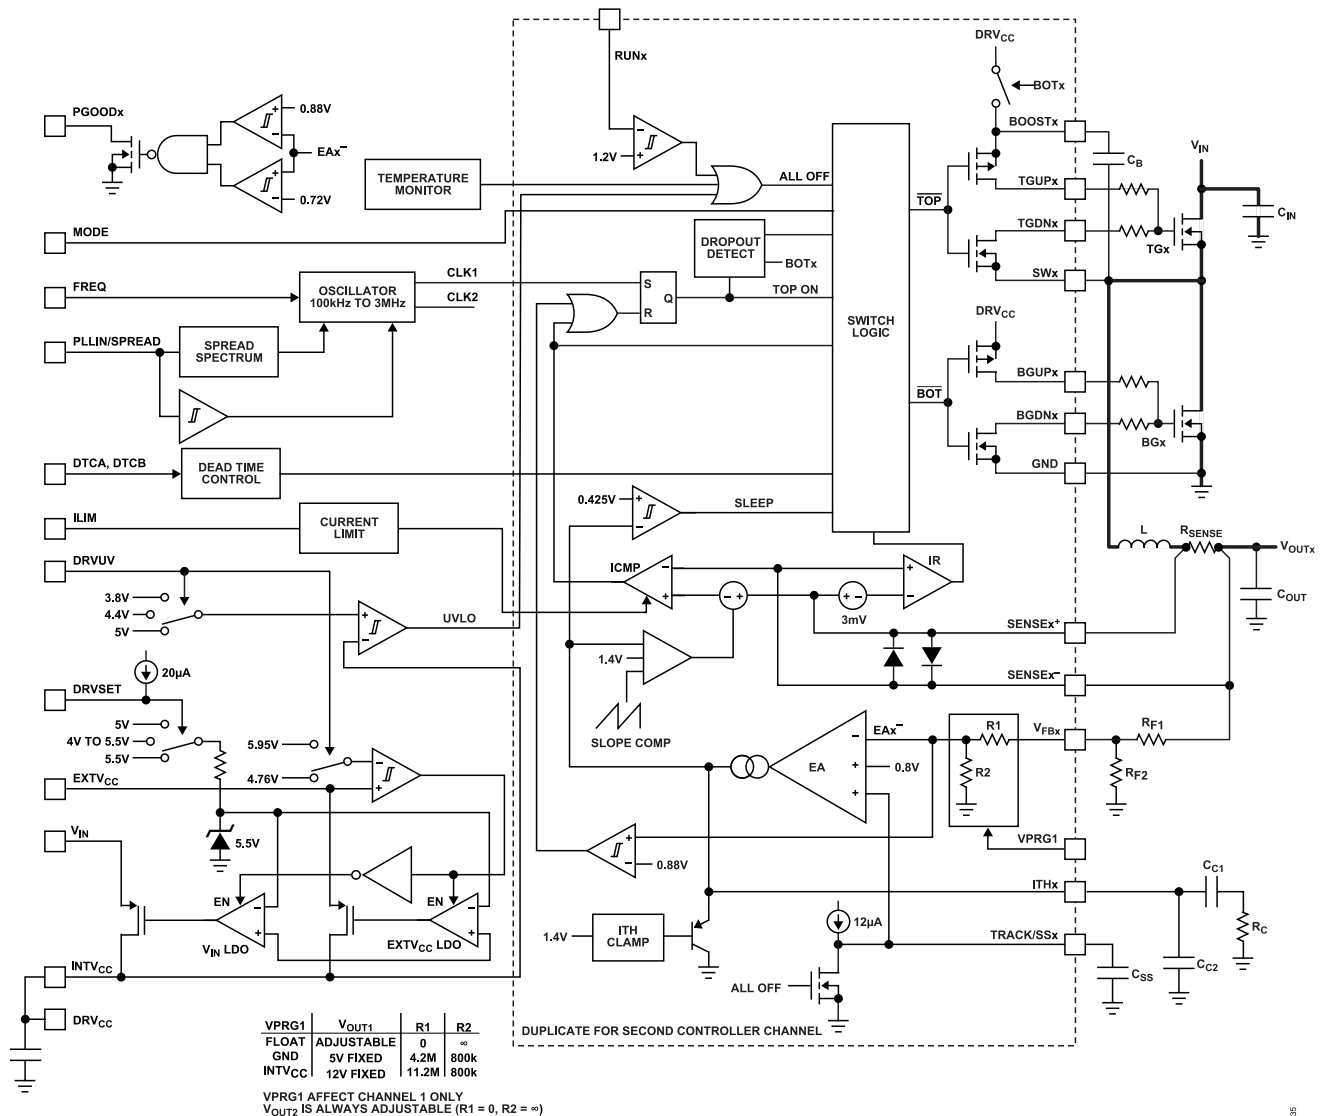 RUNx
DRVCC
BOTx
PGOODx
0.88V
EAx−
0.72V
1.2V
BOOSTx
CB
VIN
CIN
TEMPERATURE
MONITOR
ALL OFF
TOP
TGUPx
TGDNx
TGx
SWx
MODE
DROPOUT
DETECT
BOTx
TOP ON
FREQ
OSCILLATOR
100kHz TO 3MHz
CLK1
CLK2
S
R
Q
SWITCH
LOGIC
DRVCC
PLLIN/SPREAD
SPREAD
SPECTRUM
BOT
BGUPx
BGDNx
BGx
GND
DTCA, DTCB
DEAD TIME
CONTROL
0.425V
SLEEP
ILIM
CURRENT
LIMIT
L
RSENSE
VOUTx
COUT
DRVUV
3.8V
4.4V
5V
UVLO
ICMP
IR
3mV
SENSEx+
1.4V
SLOPE COMP
SENSEx-
20µA
DRVSET
5V
4V TO 5.5V
5.5V
5.95V
4.76V
EXTVCC
EAx−
EA
0.8V
R1
R2
VFBx
RF1
RF2
VIN
5.5V
0.88V
VPRG1
EN
VIN LDO
EN
EXTVCC LDO
ITHx
CC1
RC
CC2
1.4V
ITH
CLAMP
12µA
TRACK/SSx
CSS
INTVCC
DRVCC
ALL OFF
DUPLICATE FOR SECOND CONTROLLER CHANNEL
VPRG1 VOUT1 R1 R2
FLOAT ADJUSTABLE 0 ∞
GND 5V FIXED 4.2M 800k
INTVCC 12V FIXED 11.2M 800k
VPRG1 AFFECT CHANNEL 1 ONLY
VOUT2 IS ALWAYS ADJUSTABLE (R1 = 0, R2 = ∞)
35